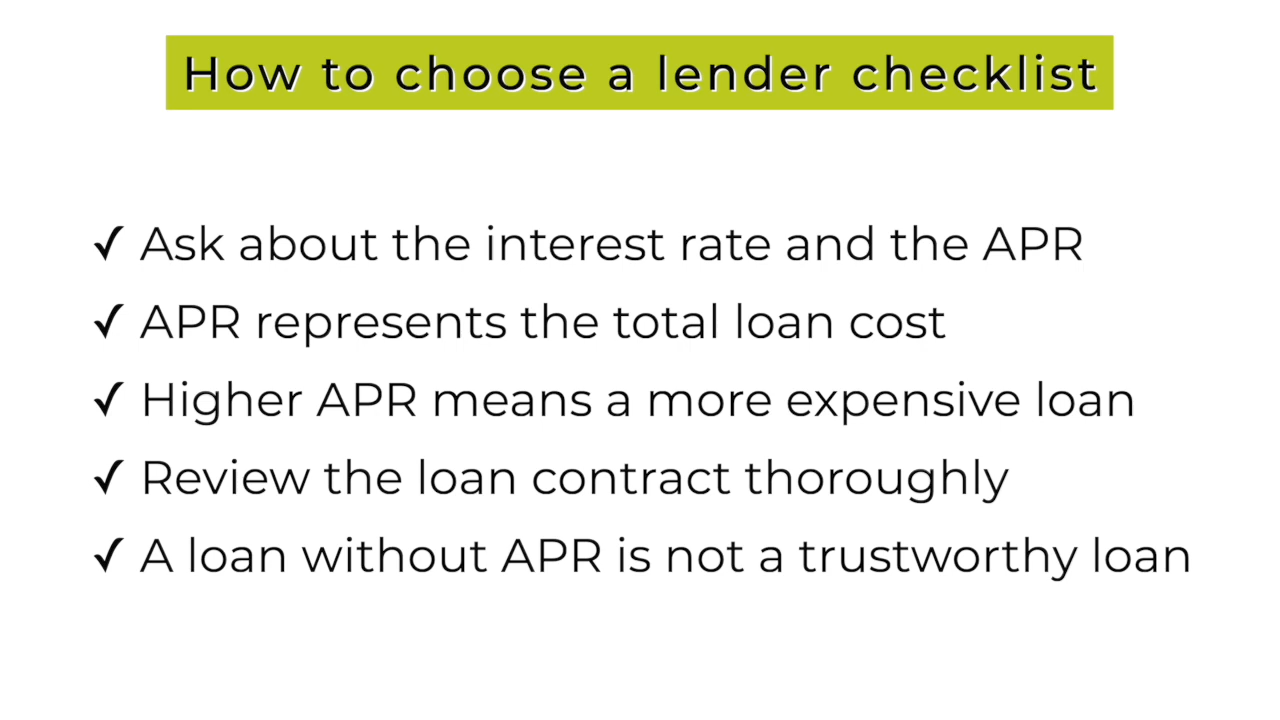 How to choose a lender checklist
✓ Ask about the interest rate and the APR
✓ APR represents the total loan cost
✓ Higher APR means a more expensive loan
✓ Review the loan contract thoroughly
✓ A loan without APR is not a trustworthy loan